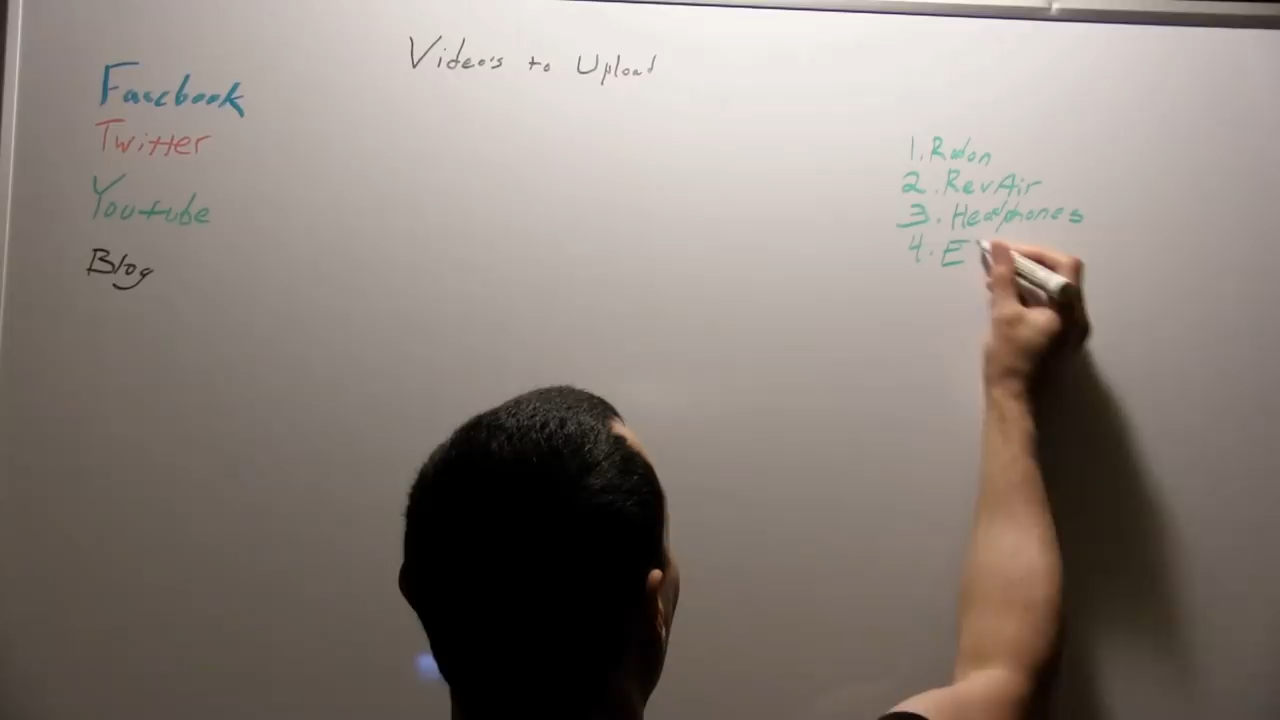 Video's to Upload
Facebook
Twitter
Youtube
Blog
1. Radon
2. RevAir
3. Headphones
4. E